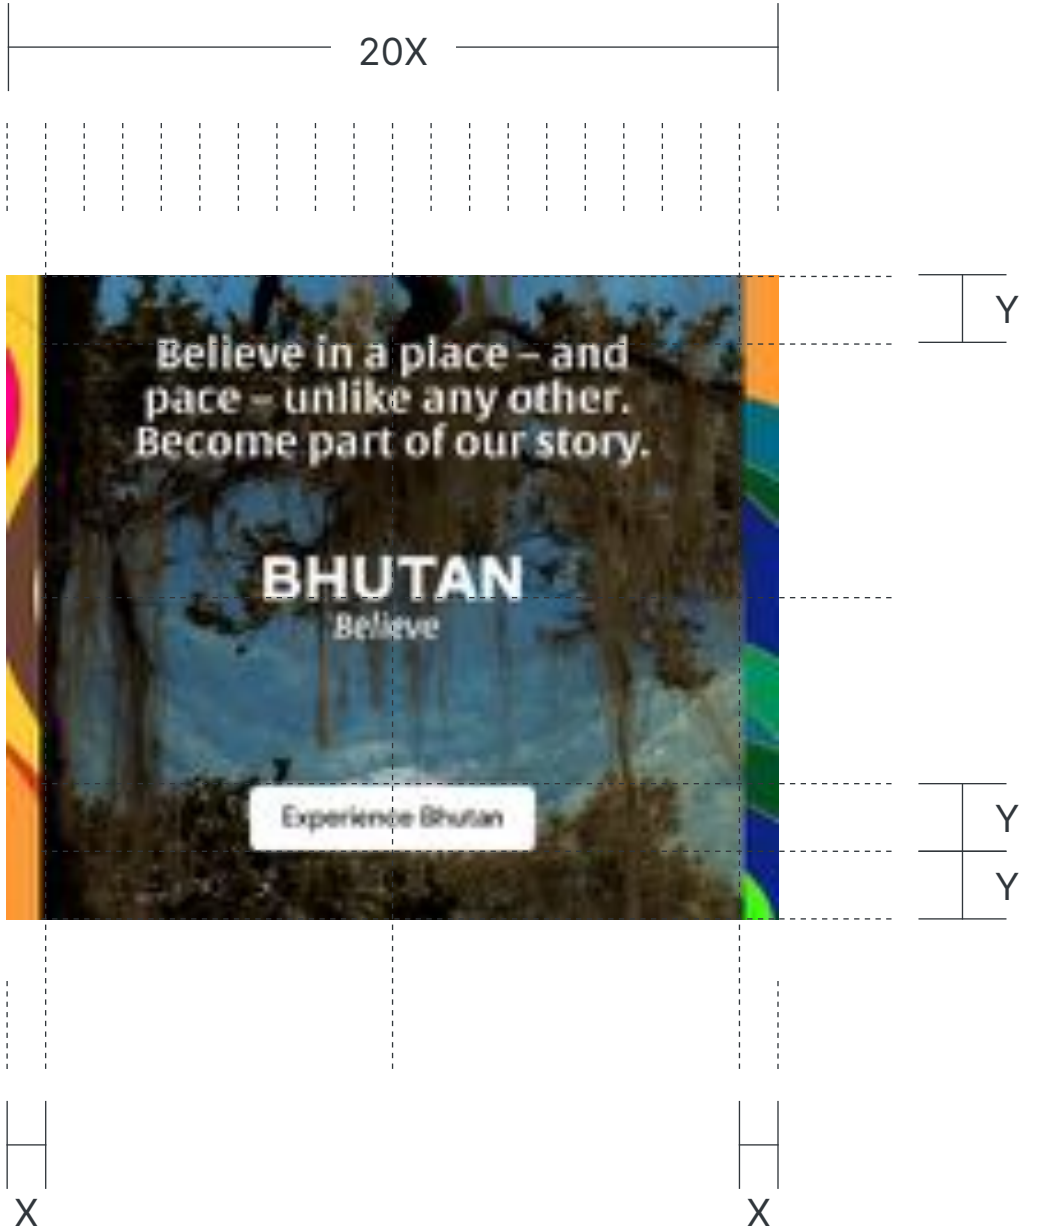 20X
Y
Believe in a place – and
pace – unlike any other.
Become part of our story.
BHUTAN
Believe
Experience Bhutan
Y
Y
X
X